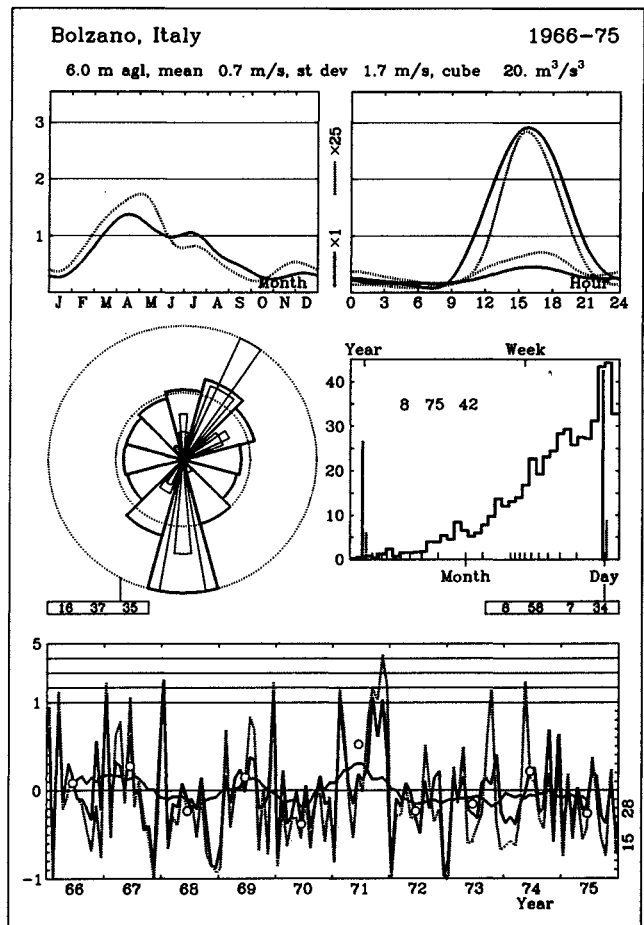 Bolzano, Italy 1966-75
6.0 m agl, mean 0.7 m/s, st dev 1.7 m/s, cube 20. m³/s³
3
2
1
×25
×1
Month
J F M A M J J A S O N D
Hour
0 3 6 9 12 15 18 21 24
Year Week
40
30
20
10
0
8 75 42
Month Day
16 37 35
6 58 7 34
5
1
0
-1
15 28
66 67 68 69 70 71 72 73 74 75
Year